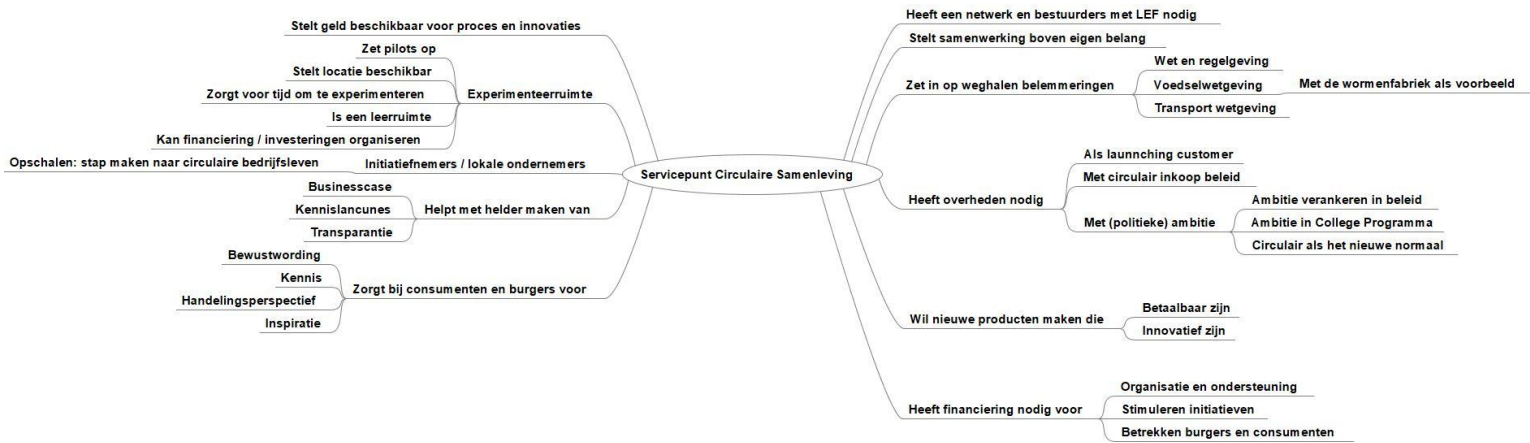 Servicepunt Circulaire Samenleving
Stelt geld beschikbaar voor proces en innovaties
Experimenteerruimte
Zet pilots op
Stelt locatie beschikbaar
Zorgt voor tijd om te experimenteren
Is een leerruimte
Kan financiering / investeringen organiseren
Initiatiefnemers / lokale ondernemers
Opschalen: stap maken naar circulaire bedrijfsleven
Helpt met helder maken van
Businesscase
Kennislancunes
Transparantie
Zorgt bij consumenten en burgers voor
Bewustwording
Kennis
Handelingsperspectief
Inspiratie
Heeft een netwerk en bestuurders met LEF nodig
Stelt samenwerking boven eigen belang
Zet in op weghalen belemmeringen
Wet en regelgeving
Voedselwetgeving
Met de wormenfabriek als voorbeeld
Transport wetgeving
Heeft overheden nodig
Als launnching customer
Met circulair inkoop beleid
Met (politieke) ambitie
Ambitie verankeren in beleid
Ambitie in College Programma
Circulair als het nieuwe normaal
Wil nieuwe producten maken die
Betaalbaar zijn
Innovatief zijn
Heeft financiering nodig voor
Organisatie en ondersteuning
Stimuleren initiatieven
Betrekken burgers en consumenten